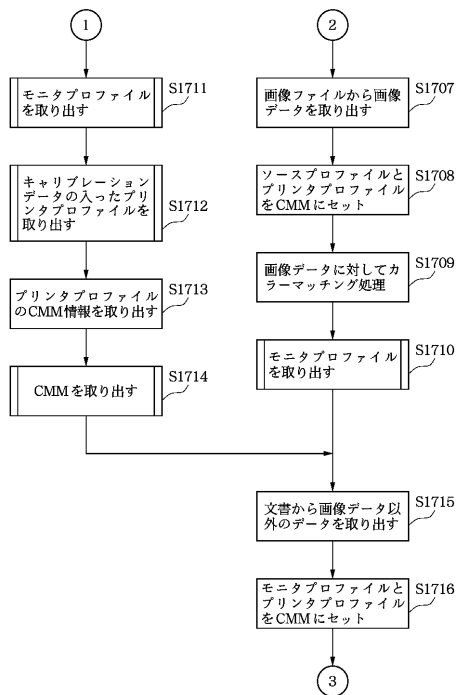 1
モニタプロファイル
を取り出す
S1711
キャリブレーション
データの入ったプリ
ンタプロファイルを
取り出す
S1712
プリンタプロファイル
のCMM情報を取り出す
S1713
CMMを取り出す
S1714
2
画像ファイルから画像
データを取り出す
S1707
ソースプロファイルと
プリンタプロファイル
をCMMにセット
S1708
画像データに対してカ
ラーマッチング処理
S1709
モニタプロファイル
を取り出す
S1710
文書から画像データ以
外のデータを取り出す
S1715
モニタプロファイルと
プリンタプロファイル
をCMMにセット
S1716
3